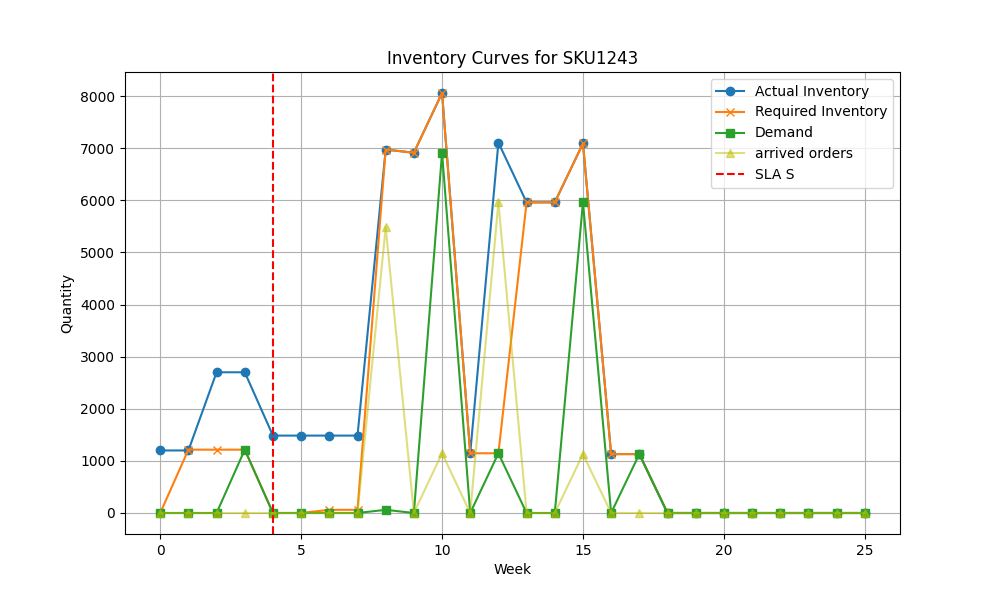 Inventory Curves for SKU1243
Actual Inventory
Required Inventory
Demand
arrived orders
SLA S
8000
7000
6000
5000
4000
3000
2000
1000
0
Quantity
0 5 10 15 20 25
Week